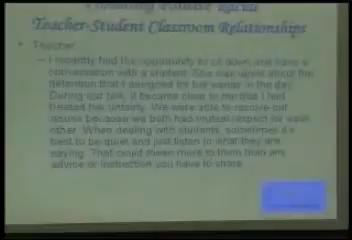 Teacher-Student Classroom Relationships
• Teacher
– I recently had the opportunity to sit down and have a
conversation with a student. She was upset about the
detention that I assigned for her earlier in the day.
During our talk, it became clear to me that I had
treated her unfairly. We were able to resolve our
issues because we both had mutual respect for each
other. When dealing with students, sometimes it's
best to be quiet and just listen to what they are
saying. That could mean more to them than any
advice or instruction you have to share.